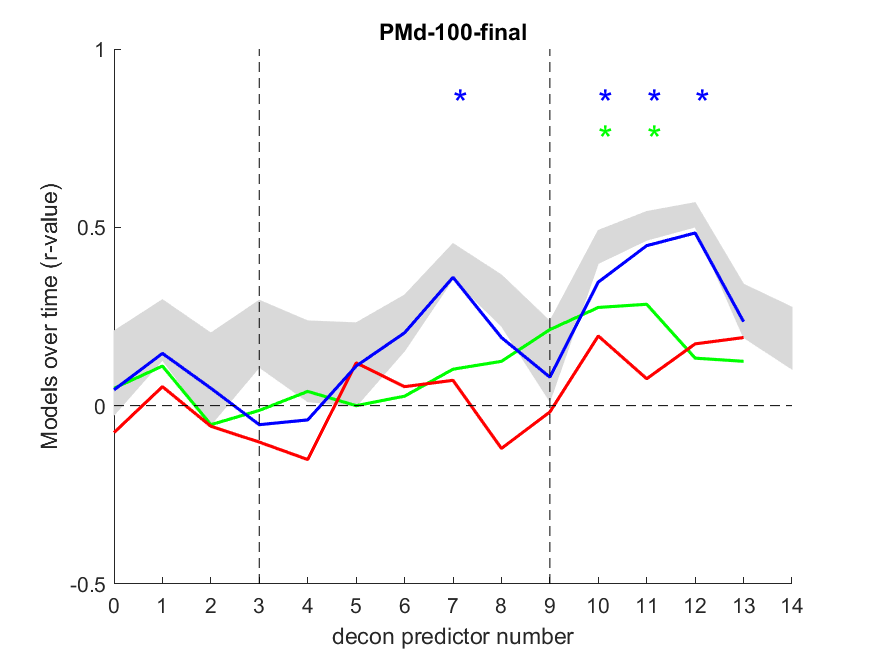 PMd-100-final
1
0.5
0
-0.5
Models over time (r-value)
* * * *
* *
0 1 2 3 4 5 6 7 8 9 10 11 12 13 14
decon predictor number